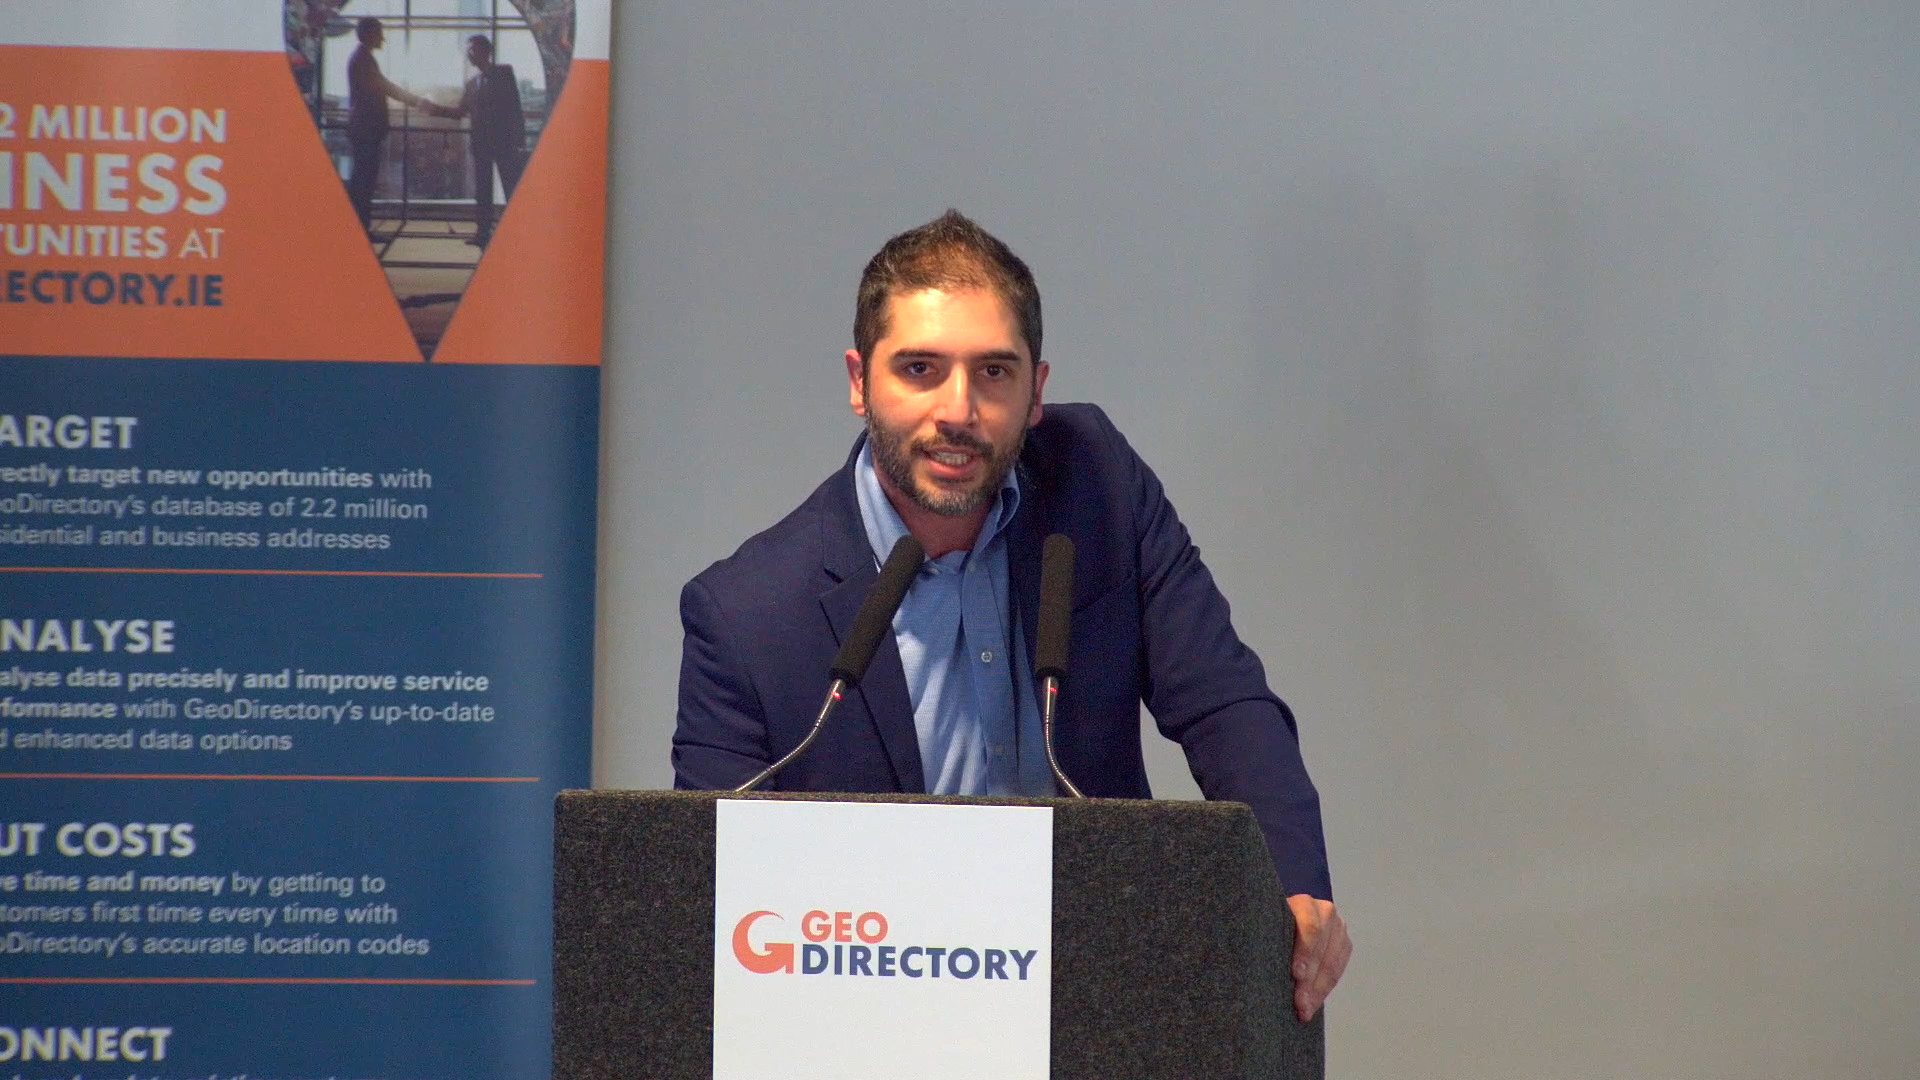 2 MILLION
INESS
TUNITIES AT
ECTORY.IE
ARGET
rectly target new opportunities with
oDirectory's database of 2.2 million
sidential and business addresses
NALYSE
alyse data precisely and improve service
rformance with GeoDirectory's up-to-date
d enhanced data options
UT COSTS
e time and money by getting to
stomers first time every time with
oDirectory's accurate location codes
ONNECT
GEO
DIRECTORY